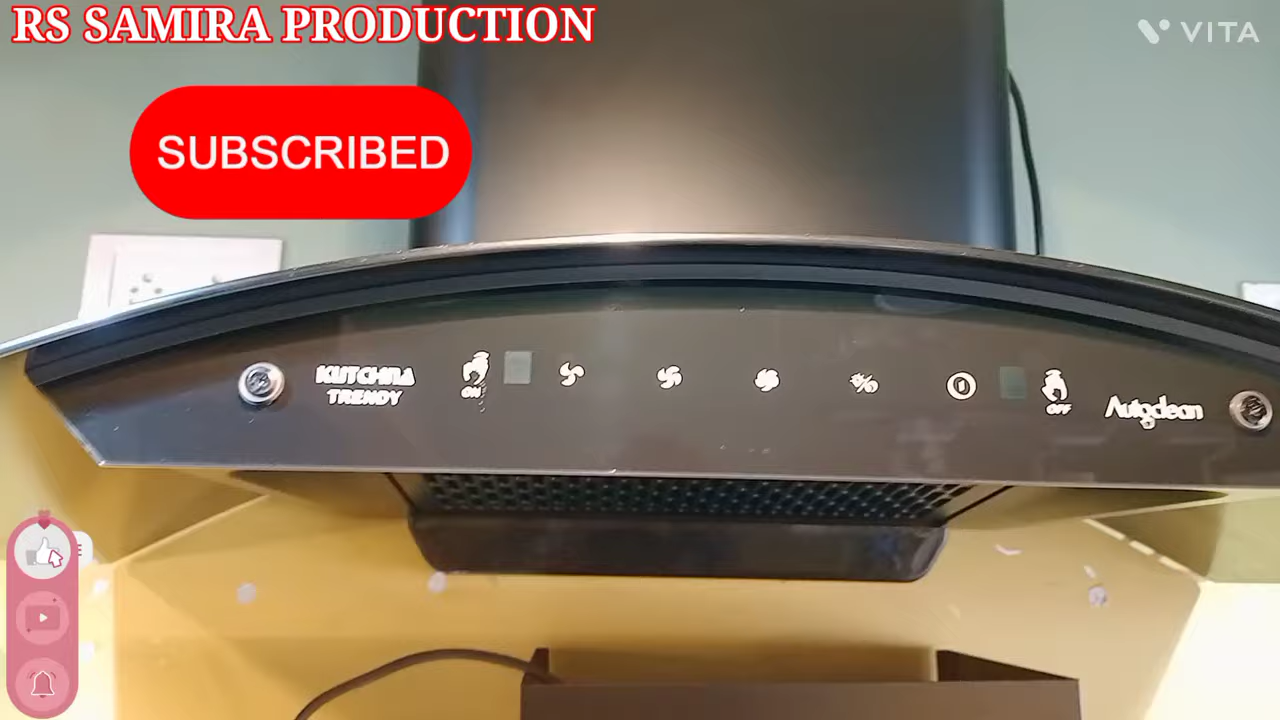 RS SAMIRA PRODUCTION
VITA
SUBSCRIBED
KUTCHINA
TRENDY
ON
OFF
Autoclean